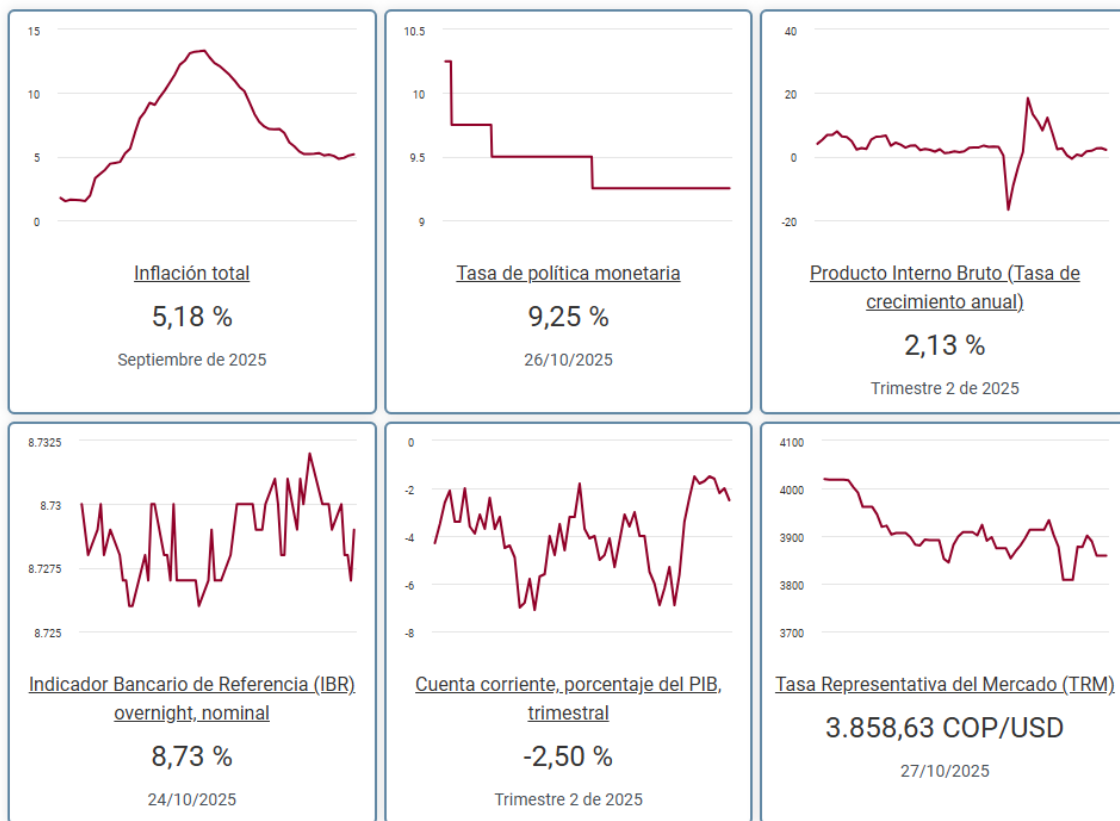 15
10
5
0
Inflación total
5,18 %
Septiembre de 2025
10.5
10
9.5
9
Tasa de política monetaria
9,25 %
26/10/2025
40
20
0
-20
Producto Interno Bruto (Tasa de
crecimiento anual)
2,13 %
Trimestre 2 de 2025
8.7325
8.73
8.7275
8.725
Indicador Bancario de Referencia (IBR)
overnight, nominal
8,73 %
24/10/2025
0
-2
-4
-6
-8
Cuenta corriente, porcentaje del PIB,
trimestral
-2,50 %
Trimestre 2 de 2025
4100
4000
3900
3800
3700
Tasa Representativa del Mercado (TRM)
3.858,63 COP/USD
27/10/2025